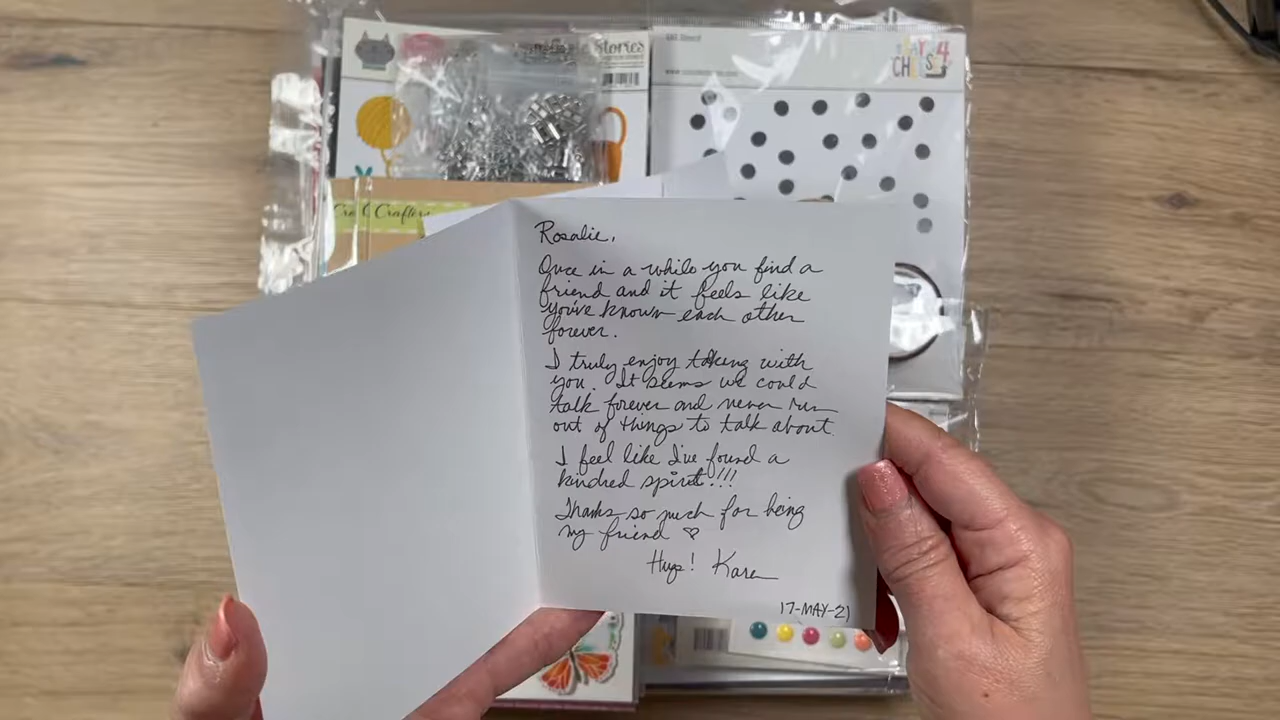 Stories
CHEESE
Rosalie,
Once in a while you find a
friend and it feels like
you've known each other
forever.
I truly enjoy talking with
you. It seems we could
talk forever and never run
out of things to talk about.
I feel like I've found a
kindred spirit!!!
Thanks so much for being
my friend ♡
Hugs! Karen
17-MAY-21